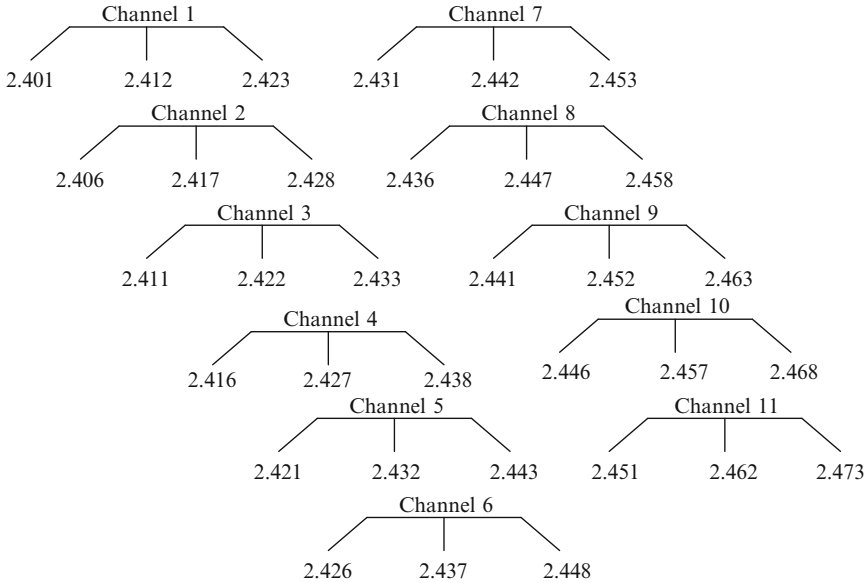 Channel 1
2.401 2.412 2.423
Channel 2
2.406 2.417 2.428
Channel 3
2.411 2.422 2.433
Channel 4
2.416 2.427 2.438
Channel 5
2.421 2.432 2.443
Channel 6
2.426 2.437 2.448
Channel 7
2.431 2.442 2.453
Channel 8
2.436 2.447 2.458
Channel 9
2.441 2.452 2.463
Channel 10
2.446 2.457 2.468
Channel 11
2.451 2.462 2.473